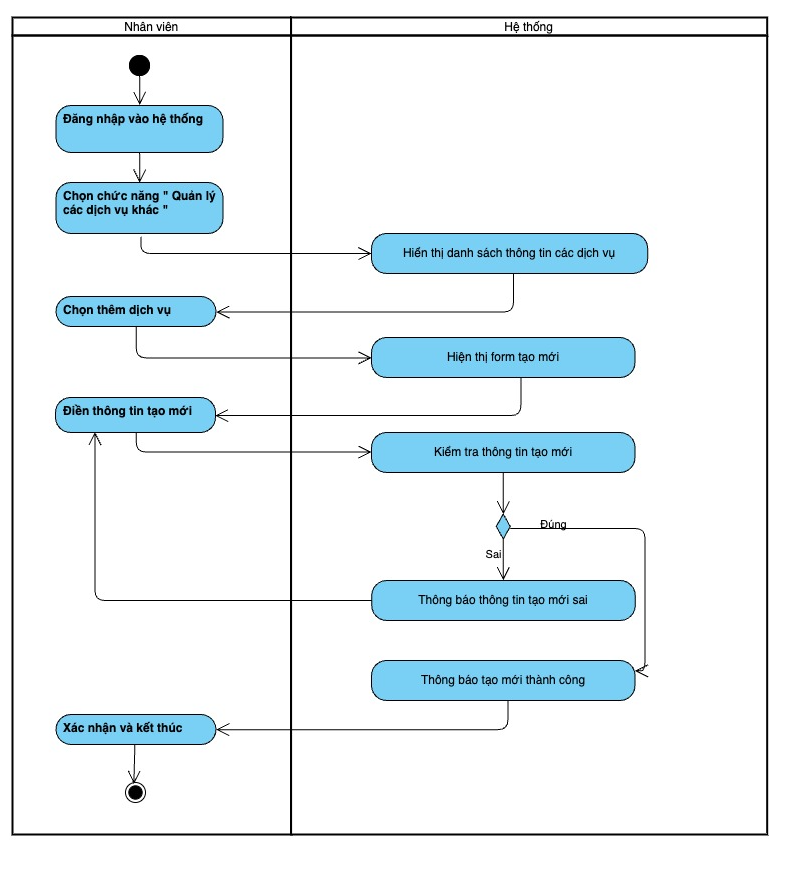 Nhân viên
Hệ thống
Đăng nhập vào hệ thống
Chọn chức năng " Quản lý
các dịch vụ khác "
Hiển thị danh sách thông tin các dịch vụ
Chọn thêm dịch vụ
Hiện thị form tạo mới
Điền thông tin tạo mới
Kiểm tra thông tin tạo mới
Đúng
Sai
Thông báo thông tin tạo mới sai
Thông báo tạo mới thành công
Xác nhận và kết thúc